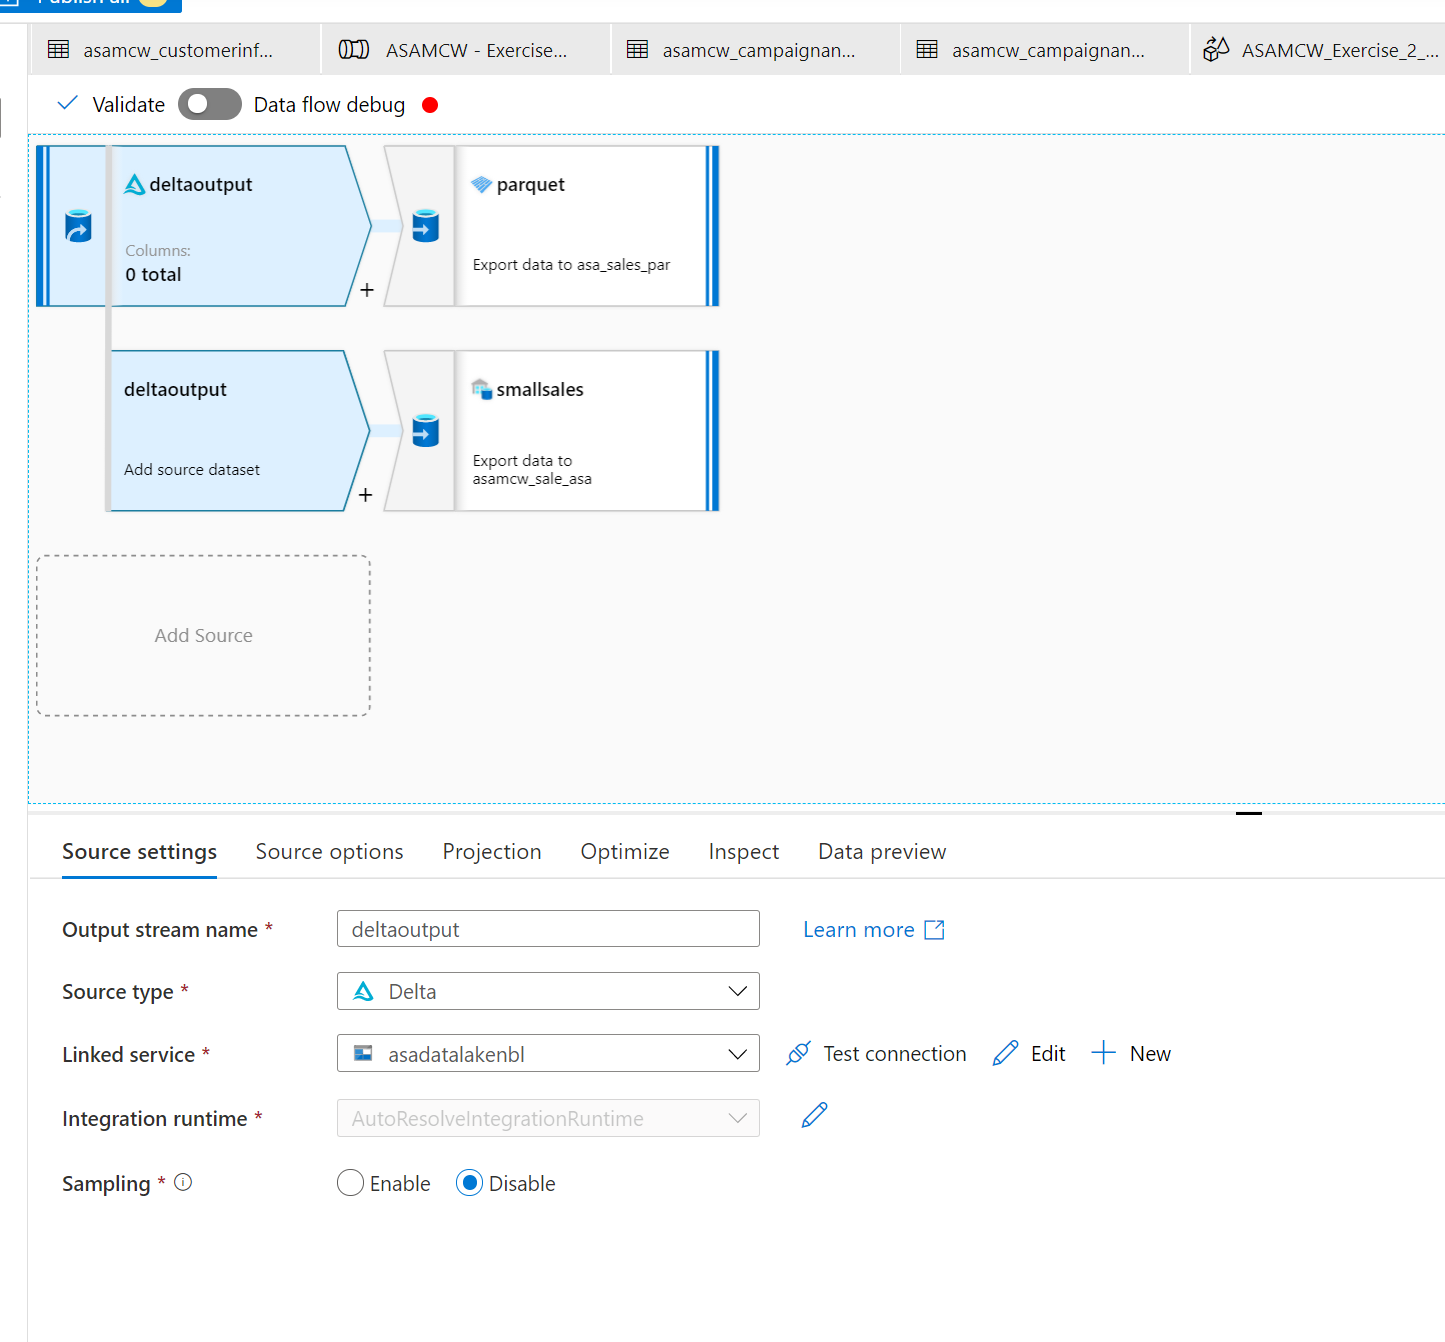 Publish all
asamcw_customerinf...
ASAMCW - Exercise...
asamcw_campaignan...
asamcw_campaignan...
ASAMCW_Exercise_2_...
Validate
Data flow debug
deltaoutput
Columns:
0 total
+
parquet
Export data to asa_sales_par
deltaoutput
Add source dataset
+
smallsales
Export data to
asamcw_sale_asa
Add Source
Source settings
Source options
Projection
Optimize
Inspect
Data preview
Output stream name *
deltaoutput
Learn more
Source type *
Delta
Linked service *
asadatalakenbl
Test connection
Edit
New
Integration runtime *
AutoResolveIntegrationRuntime
Sampling *
Enable
Disable